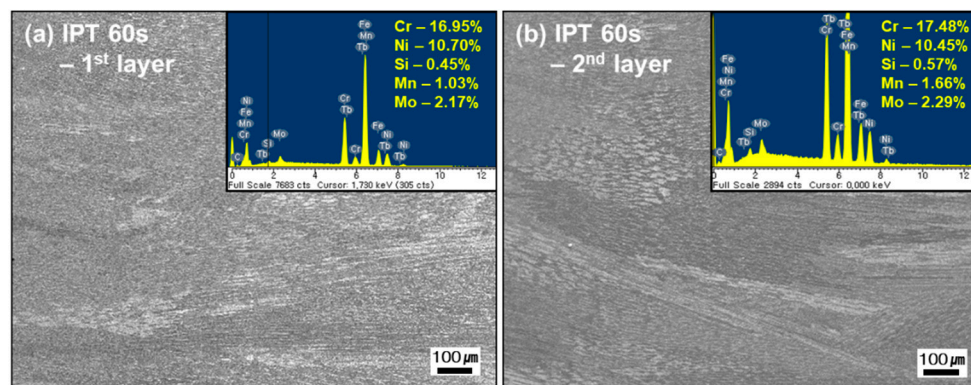 (a) IPT 60s
– 1st layer
Cr – 16.95%
Ni – 10.70%
Si – 0.45%
Mn – 1.03%
Mo – 2.17%
Fe
Mn
Tb
Ni
Fe
Mn
Cr
C
Tb
Si
Mo
Cr
Tb
Cr
Fe
Ni
Tb
Ni
Tb
0 2 4 6 8 10 12
Full Scale 7683 cts Cursor: 1,730 keV (305 cts)
100 µm
(b) IPT 60s
– 2nd layer
Cr – 17.48%
Ni – 10.45%
Si – 0.57%
Mn – 1.66%
Mo – 2.29%
Tb
Cr
Tb
Fe
Mn
Fe
Ni
Mn
Cr
C
Tb
Si
Mo
Cr
Fe
Tb
Ni
Ni
Tb
0 2 4 6 8 10 12
Full Scale 2894 cts Cursor: 0,000 keV
100 µm